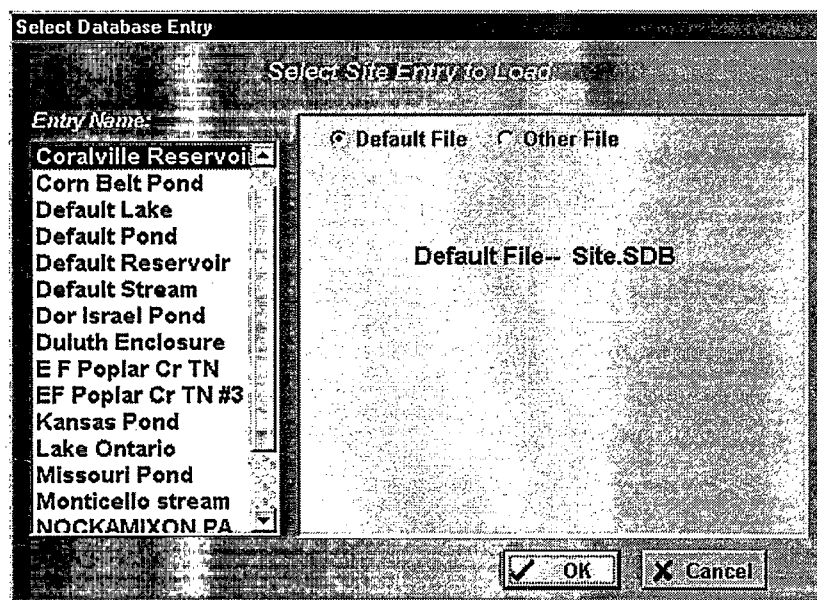 Select Database Entry
Select Site Entry to Load
Entry Name:
Coralville Reservoi
Corn Belt Pond
Default Lake
Default Pond
Default Reservoir
Default Stream
Dor Israel Pond
Duluth Enclosure
E F Poplar Cr TN
EF Poplar Cr TN #3
Kansas Pond
Lake Ontario
Missouri Pond
Monticello stream
NOCKAMIXON PA
Default File Other File
Default File-- Site.SDB
OK Cancel